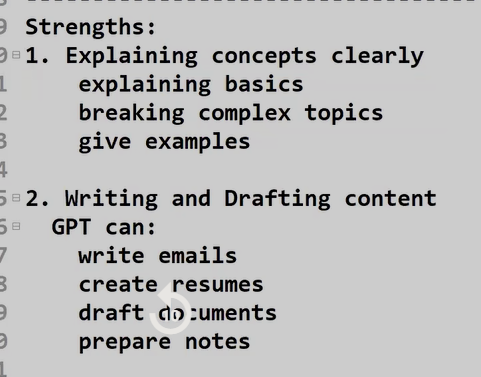 Strengths:
1. Explaining concepts clearly
explaining basics
breaking complex topics
give examples
2. Writing and Drafting content
GPT can:
write emails
create resumes
draft documents
prepare notes